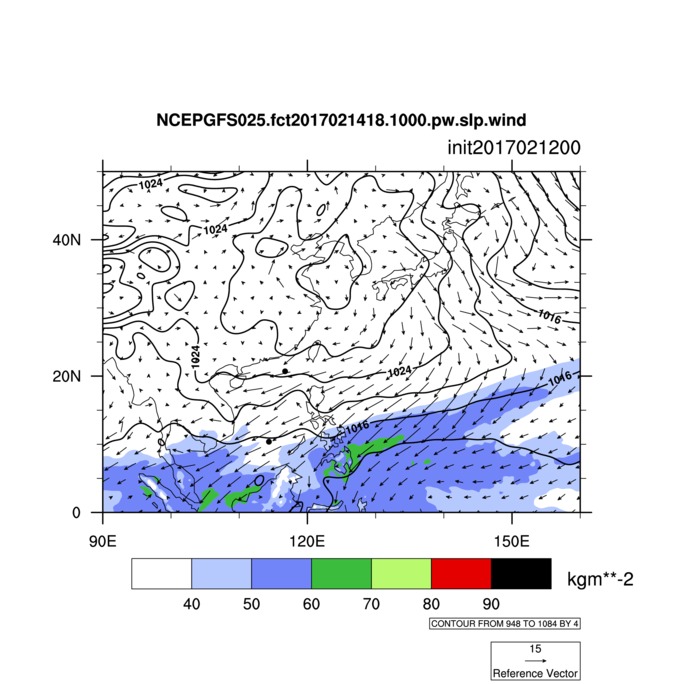 NCEPGFS025.fct2017021418.1000.pw.slp.wind
init2017021200
1024
1024
40N
1016
1024
1024
20N
1016
1016
0
90E 120E 150E
kgm**-2
40 50 60 70 80 90
CONTOUR FROM 948 TO 1084 BY 4
15
Reference Vector